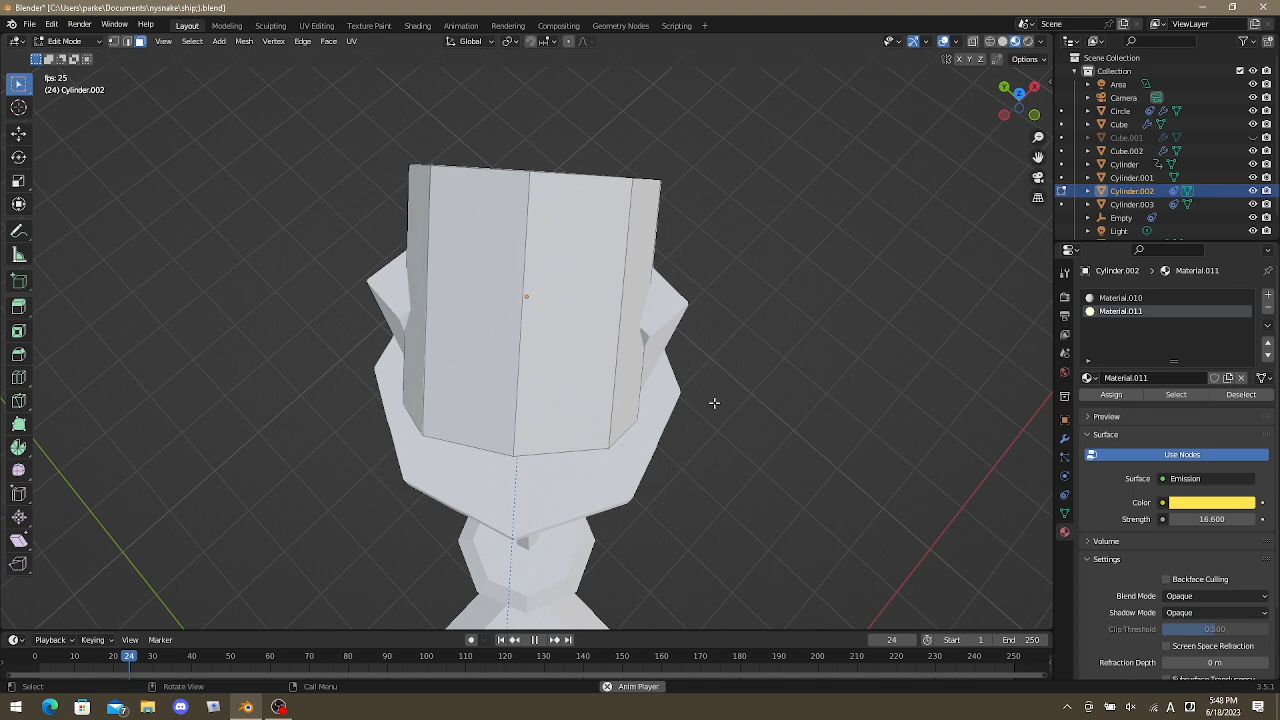 Blender* [C:\Users\parke\Documents\nysnake\ship;).blend]
File Edit Render Window Help Layout Modeling Sculpting UV Editing Texture Paint Shading Animation Rendering Compositing Geometry Nodes Scripting + Scene ViewLayer
Edit Mode View Select Add Mesh Vertex Edge Face UV Global
X Y Z Options
fps: 25
(24) Cylinder.002
Y X Z
Scene Collection
Collection
Area
Camera
Circle
Cube
Cube.001
Cube.002
Cylinder
Cylinder.001
Cylinder.002
Cylinder.003
Empty
Light
Cylinder.002 > Material.011
Material.010
Material.011
Material.011
Assign Select Deselect
Preview
Surface
Use Nodes
Surface Emission
Color
Strength 16.600
Volume
Settings
Backface Culling
Blend Mode Opaque
Shadow Mode Opaque
Clip Threshold 0.500
Screen Space Refraction
Refraction Depth 0 m
Playback Keying View Marker 24 Start 1 End 250
0 10 20 24 30 40 50 60 70 80 90 100 110 120 130 140 150 160 170 180 190 200 210 220 230 240 250
Select Rotate View Call Menu Anim Player 3.5.1
7 A 5:48 PM
6/18/2023